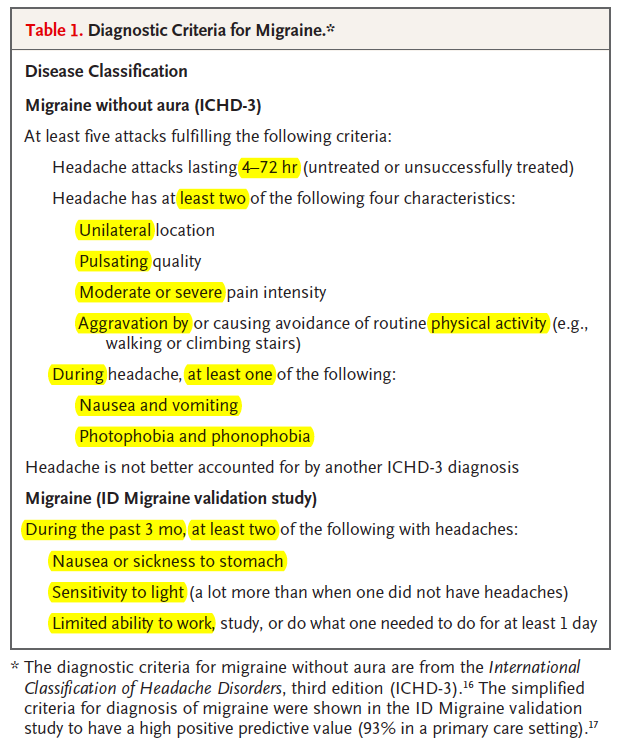 Table 1. Diagnostic Criteria for Migraine.*
Disease Classification
Migraine without aura (ICHD-3)
At least five attacks fulfilling the following criteria:
Headache attacks lasting 4–72 hr (untreated or unsuccessfully treated)
Headache has at least two of the following four characteristics:
Unilateral location
Pulsating quality
Moderate or severe pain intensity
Aggravation by or causing avoidance of routine physical activity (e.g.,
walking or climbing stairs)
During headache, at least one of the following:
Nausea and vomiting
Photophobia and phonophobia
Headache is not better accounted for by another ICHD-3 diagnosis
Migraine (ID Migraine validation study)
During the past 3 mo, at least two of the following with headaches:
Nausea or sickness to stomach
Sensitivity to light (a lot more than when one did not have headaches)
Limited ability to work, study, or do what one needed to do for at least 1 day
* The diagnostic criteria for migraine without aura are from the International
Classification of Headache Disorders, third edition (ICHD-3).16 The simplified
criteria for diagnosis of migraine were shown in the ID Migraine validation
study to have a high positive predictive value (93% in a primary care setting).17